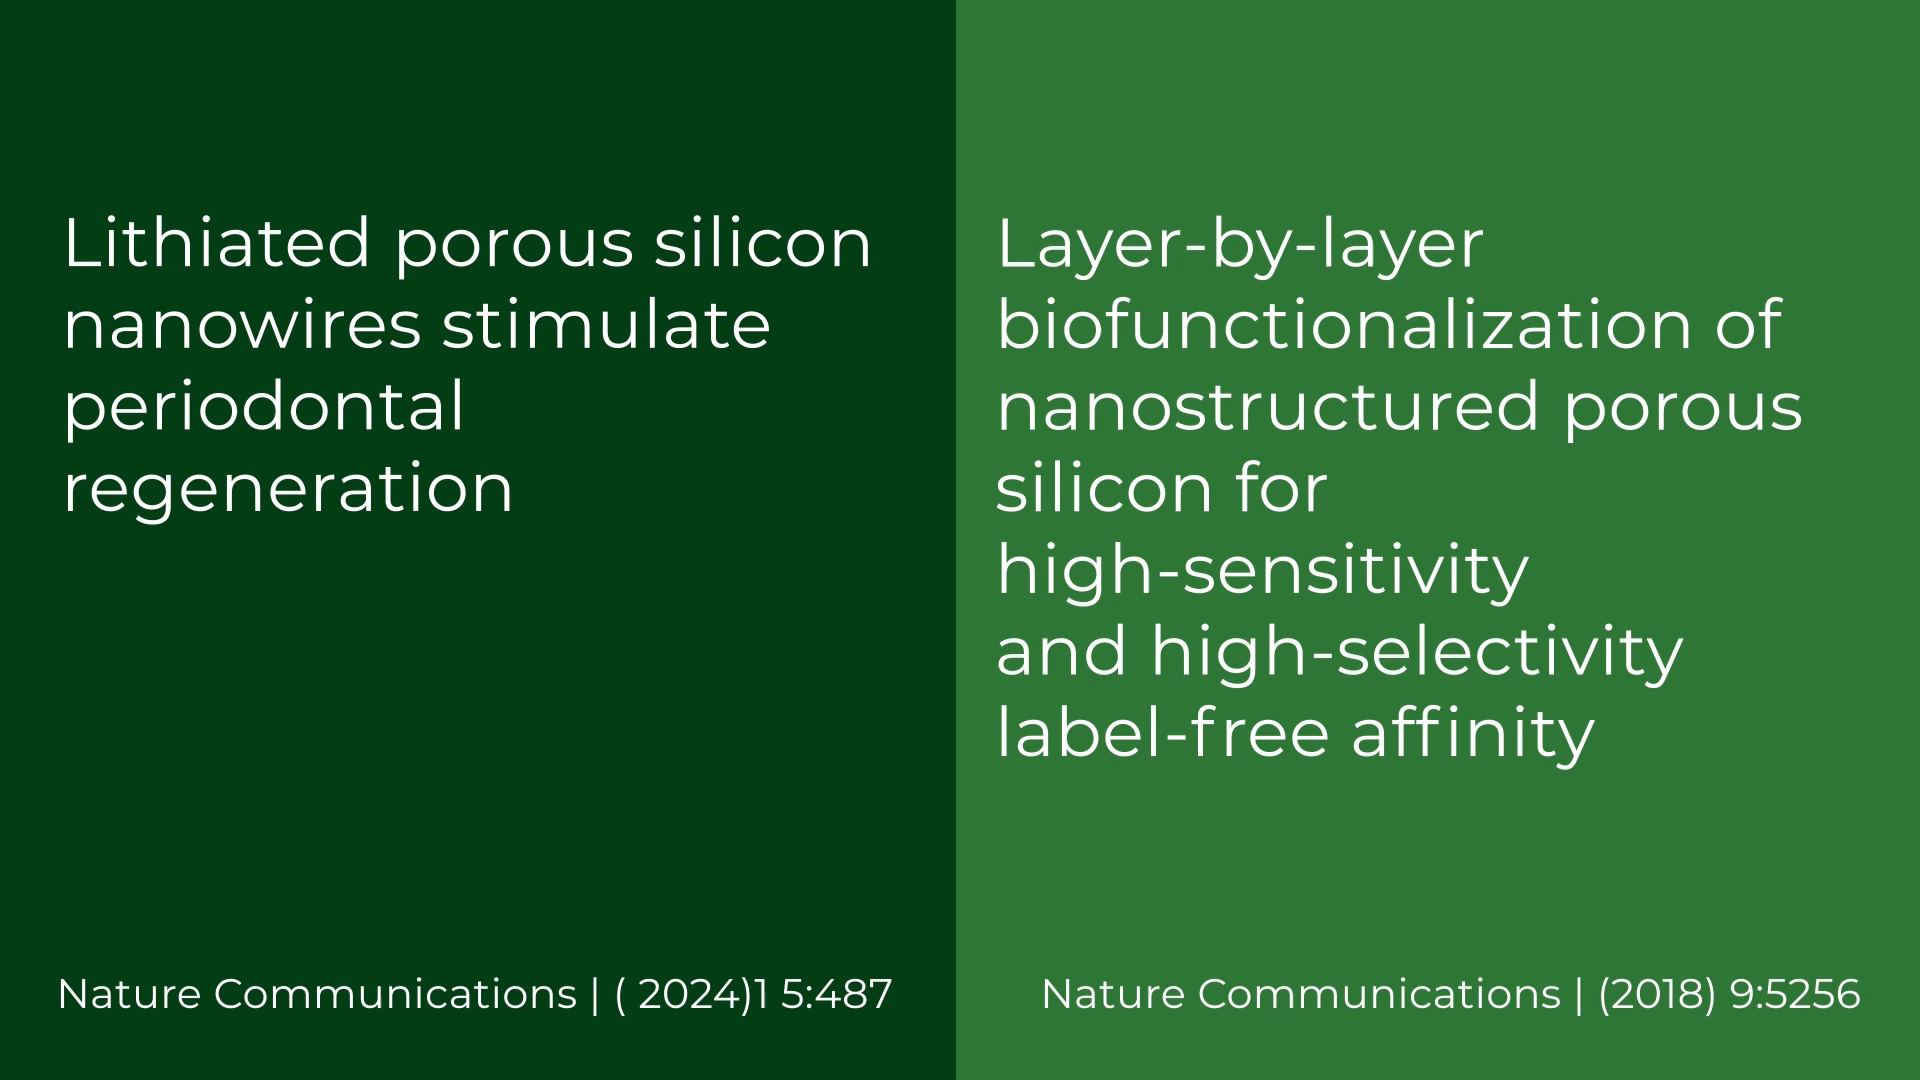 Lithiated porous silicon
nanowires stimulate
periodontal
regeneration
Nature Communications | ( 2024)1 5:487
Layer-by-layer
biofunctionalization of
nanostructured porous
silicon for
high-sensitivity
and high-selectivity
label-free affinity
Nature Communications | (2018) 9:5256